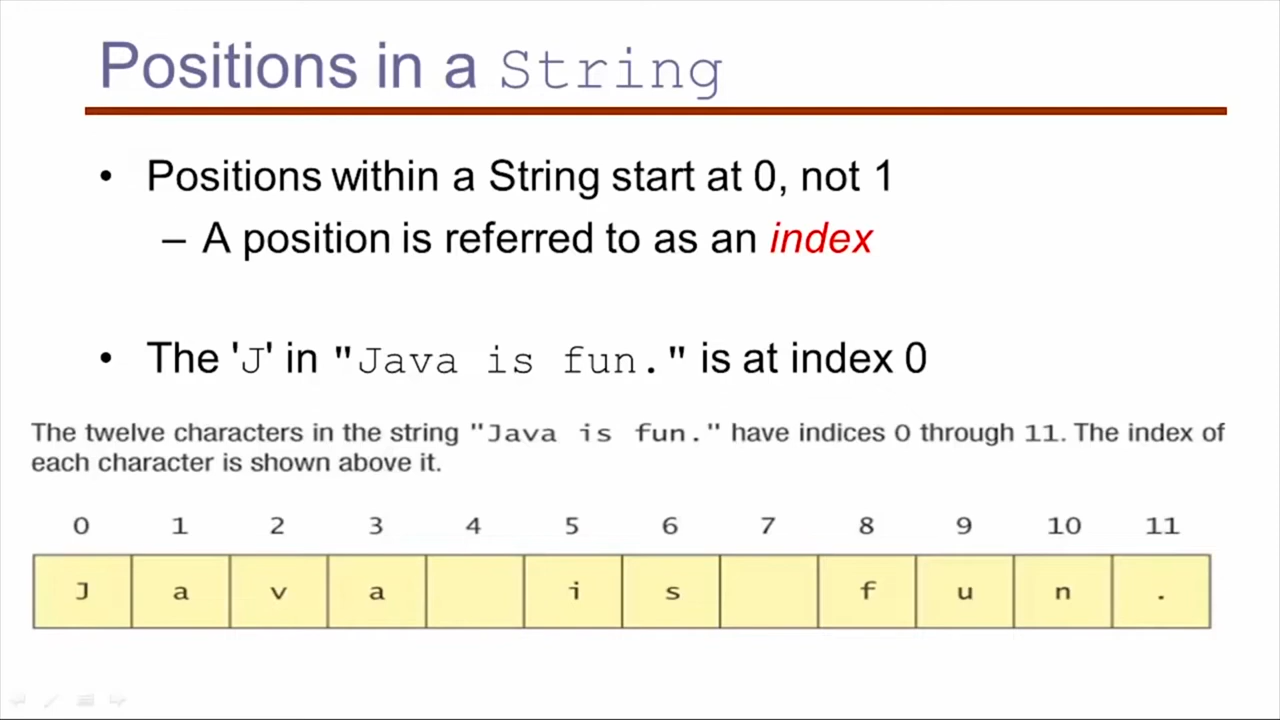 Positions in a String
• Positions within a String start at 0, not 1
– A position is referred to as an index
• The 'J' in "Java is fun." is at index 0
The twelve characters in the string "Java is fun." have indices 0 through 11. The index of
each character is shown above it.
0 1 2 3 4 5 6 7 8 9 10 11
J a v a i s f u n .